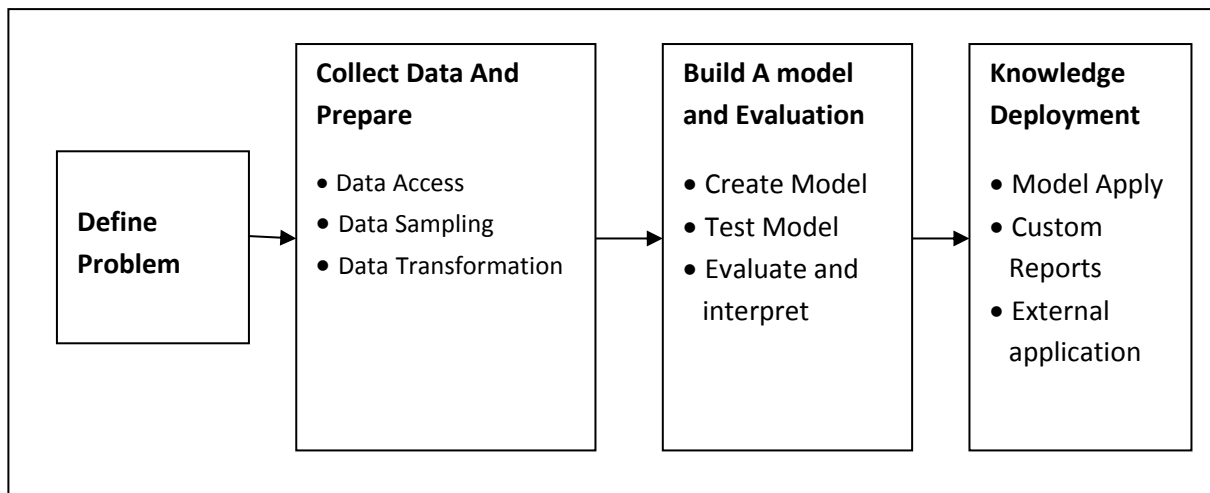 Define
Problem
Collect Data And
Prepare
• Data Access
• Data Sampling
• Data Transformation
Build A model
and Evaluation
• Create Model
• Test Model
• Evaluate and
interpret
Knowledge
Deployment
• Model Apply
• Custom
Reports
• External
application